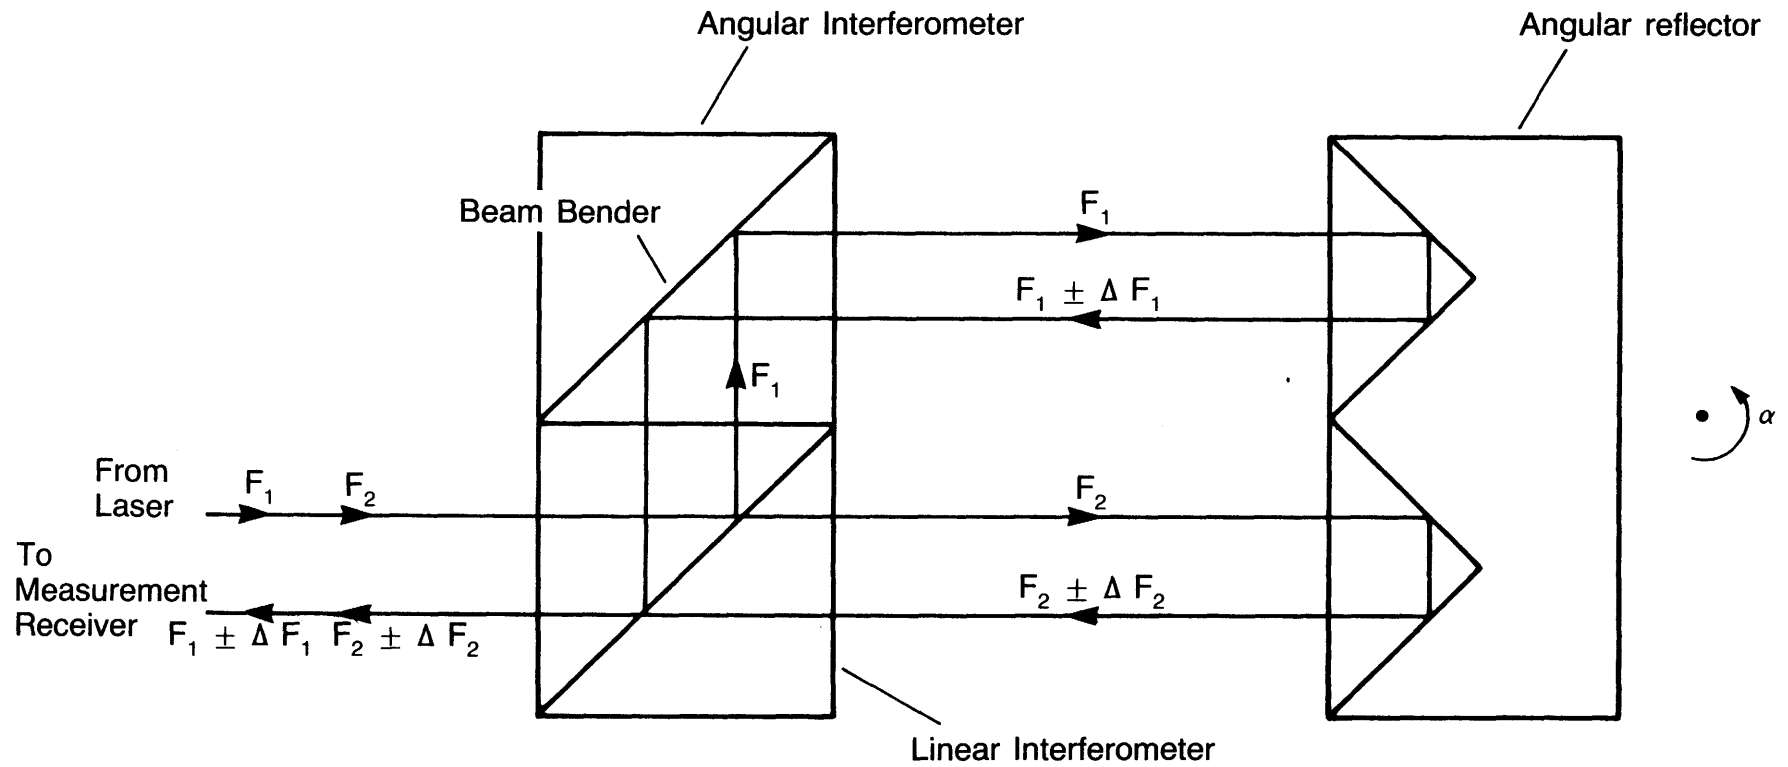 Angular Interferometer
Angular reflector
Beam Bender
F₁
F₁ ± Δ F₁
F₁
From
Laser
F₁
F₂
F₂
α
To
Measurement
Receiver
F₁ ± Δ F₁ F₂ ± Δ F₂
F₂ ± Δ F₂
Linear Interferometer